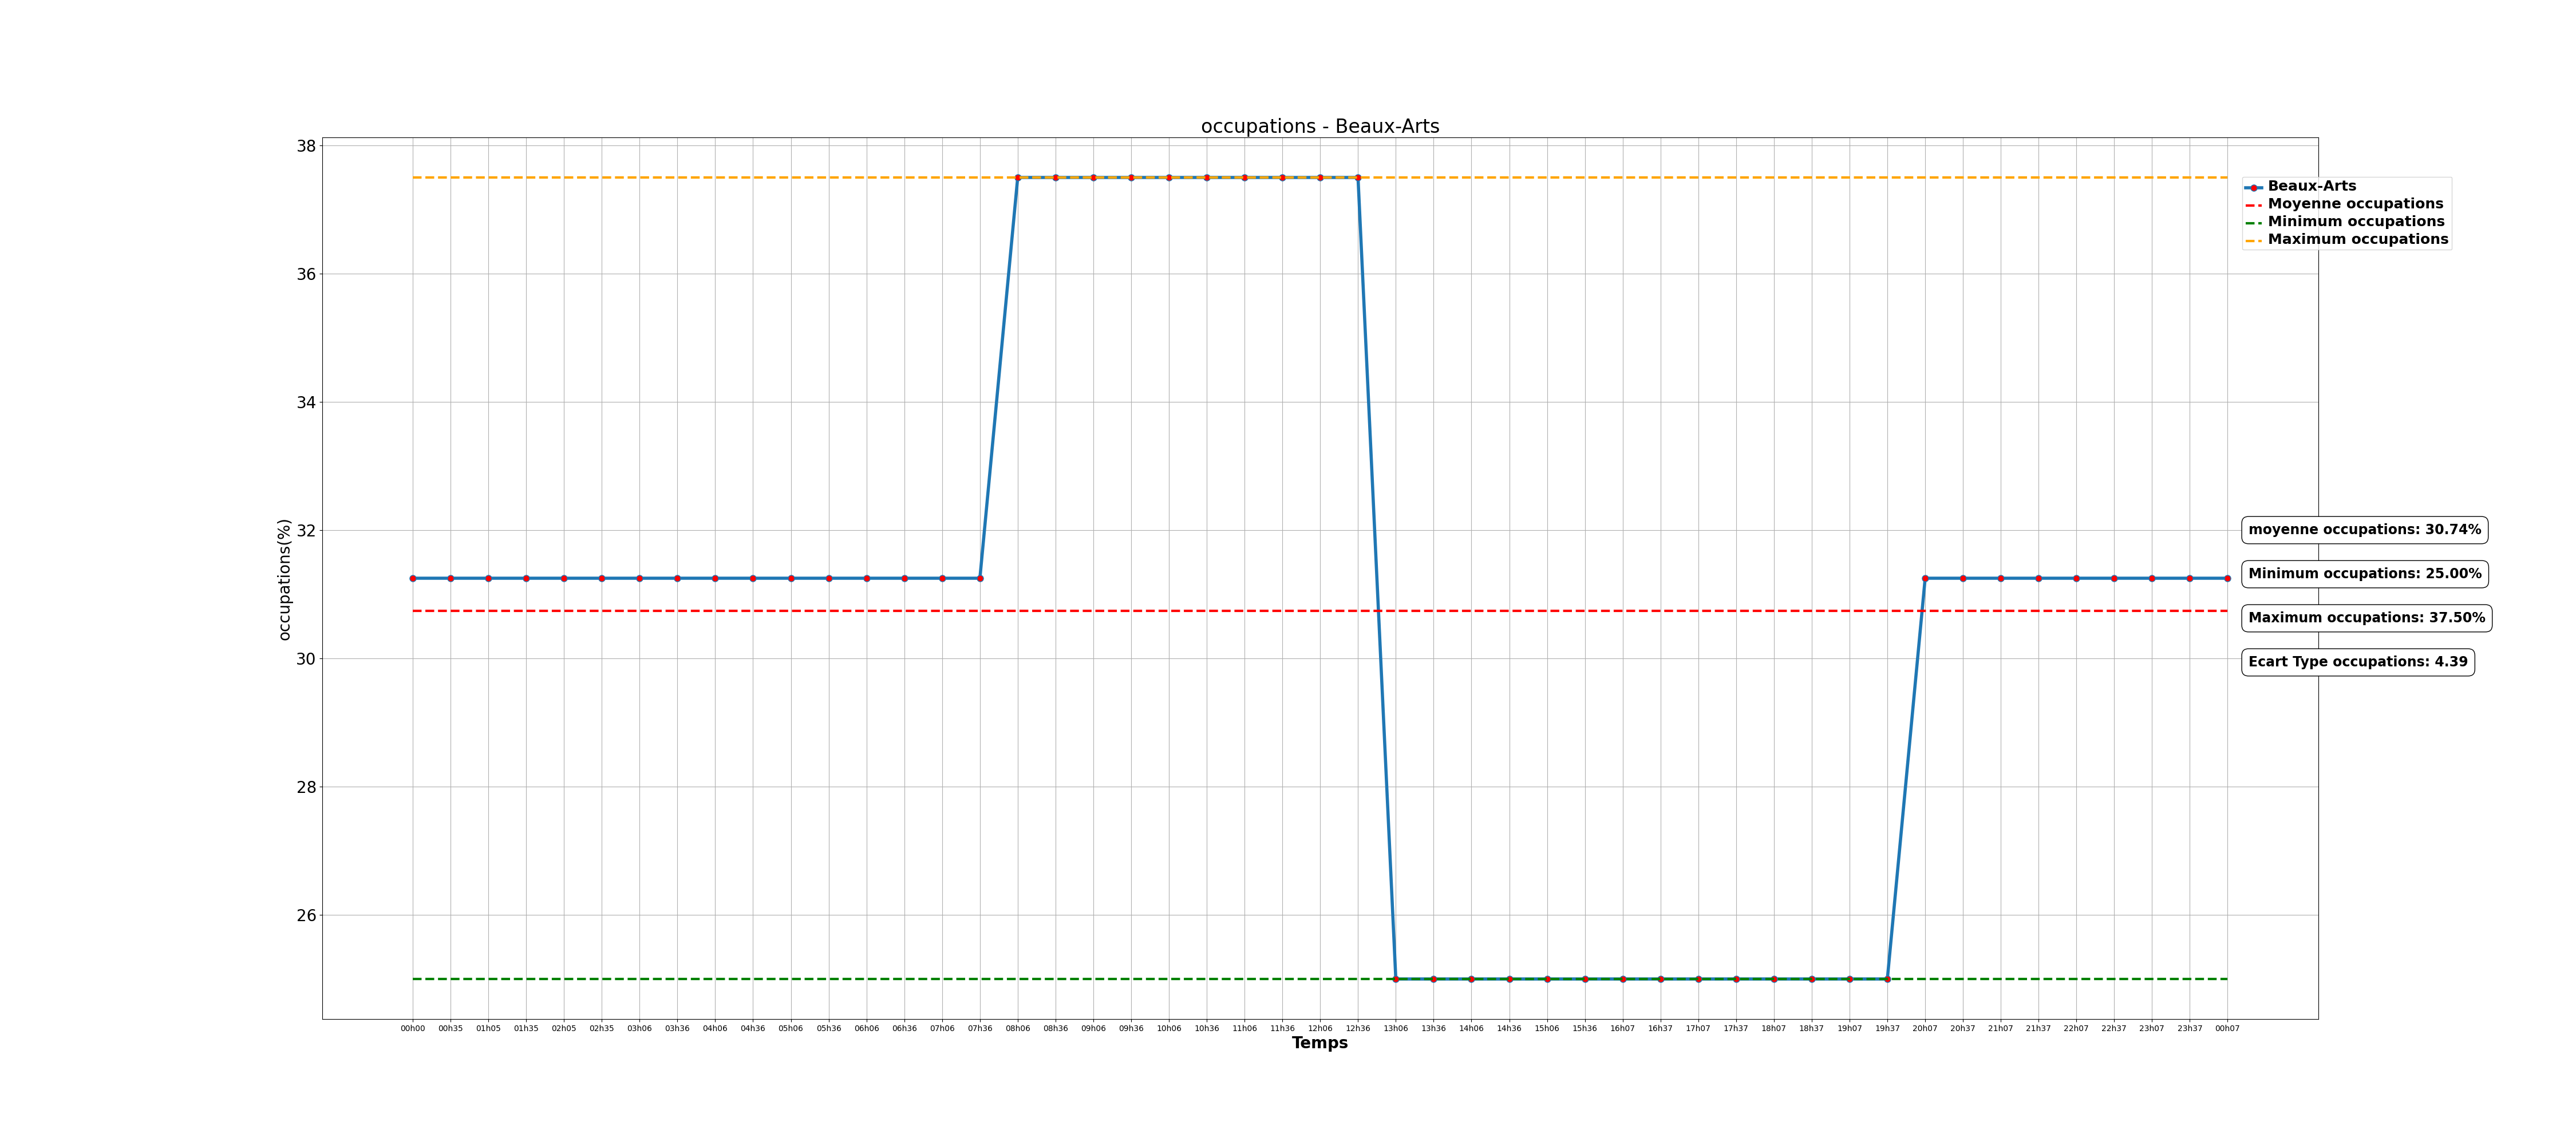 occupations - Beaux-Arts
38
36
34
32
30
28
26
occupations(%)
Beaux-Arts
Moyenne occupations
Minimum occupations
Maximum occupations
moyenne occupations: 30.74%
Minimum occupations: 25.00%
Maximum occupations: 37.50%
Ecart Type occupations: 4.39
00h00 00h35 01h05 01h35 02h05 02h35 03h06 03h36 04h06 04h36 05h06 05h36 06h06 06h36 07h06 07h36 08h06 08h36 09h06 09h36 10h06 10h36 11h06 11h36 12h06 12h36 13h06 13h36 14h06 14h36 15h06 15h36 16h07 16h37 17h07 17h37 18h07 18h37 19h07 19h37 20h07 20h37 21h07 21h37 22h07 22h37 23h07 23h37 00h07
Temps